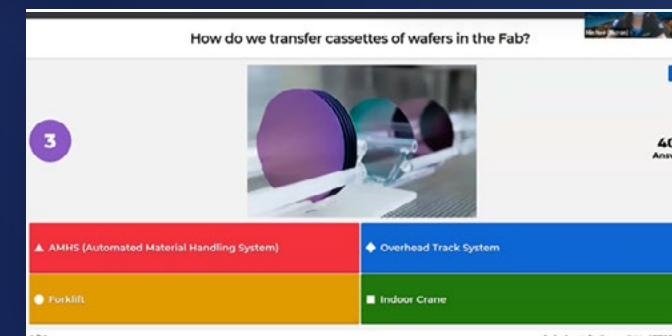 How do we transfer cassettes of wafers in the Fab?
3
40
AMHS (Automated Material Handling System)
Overhead Track System
Forklift
Indoor Crane